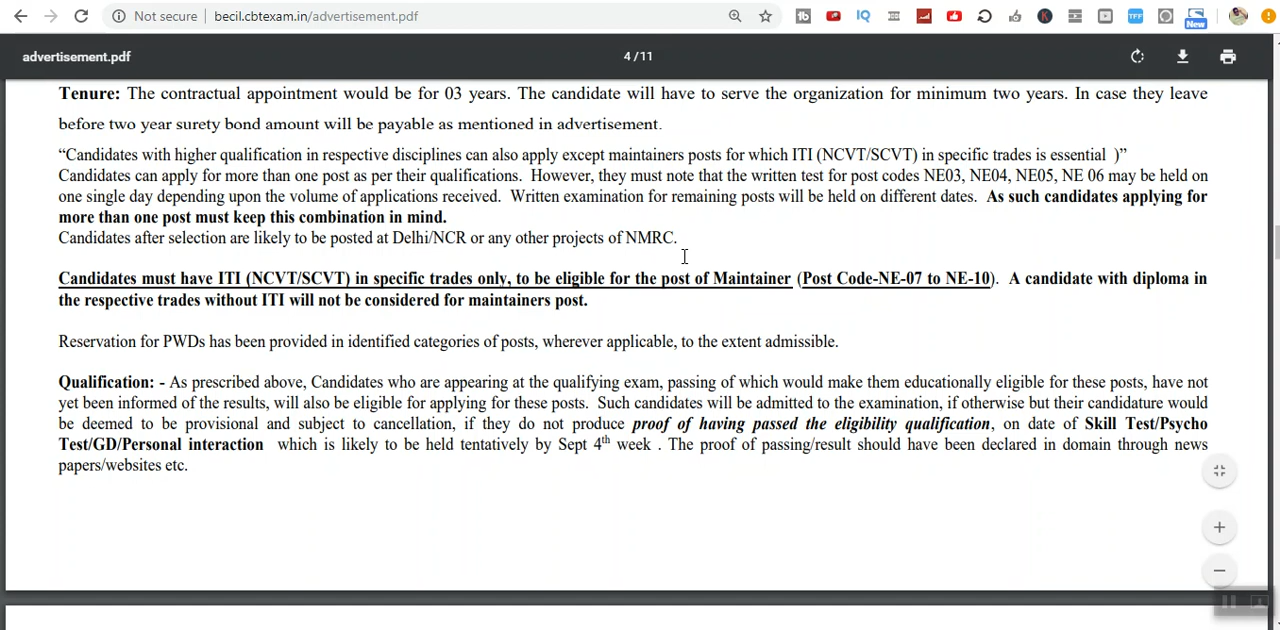 Not secure | becil.cbtexam.in/advertisement.pdf
New
advertisement.pdf
4 / 11
Tenure: The contractual appointment would be for 03 years. The candidate will have to serve the organization for minimum two years. In case they leave
before two year surety bond amount will be payable as mentioned in advertisement.
“Candidates with higher qualification in respective disciplines can also apply except maintainers posts for which ITI (NCVT/SCVT) in specific trades is essential )”
Candidates can apply for more than one post as per their qualifications. However, they must note that the written test for post codes NE03, NE04, NE05, NE 06 may be held on
one single day depending upon the volume of applications received. Written examination for remaining posts will be held on different dates. As such candidates applying for
more than one post must keep this combination in mind.
Candidates after selection are likely to be posted at Delhi/NCR or any other projects of NMRC.
Candidates must have ITI (NCVT/SCVT) in specific trades only, to be eligible for the post of Maintainer (Post Code-NE-07 to NE-10). A candidate with diploma in
the respective trades without ITI will not be considered for maintainers post.
Reservation for PWDs has been provided in identified categories of posts, wherever applicable, to the extent admissible.
Qualification: - As prescribed above, Candidates who are appearing at the qualifying exam, passing of which would make them educationally eligible for these posts, have not
yet been informed of the results, will also be eligible for applying for these posts. Such candidates will be admitted to the examination, if otherwise but their candidature would
be deemed to be provisional and subject to cancellation, if they do not produce proof of having passed the eligibility qualification, on date of Skill Test/Psycho
Test/GD/Personal interaction which is likely to be held tentatively by Sept 4th week . The proof of passing/result should have been declared in domain through news
papers/websites etc.